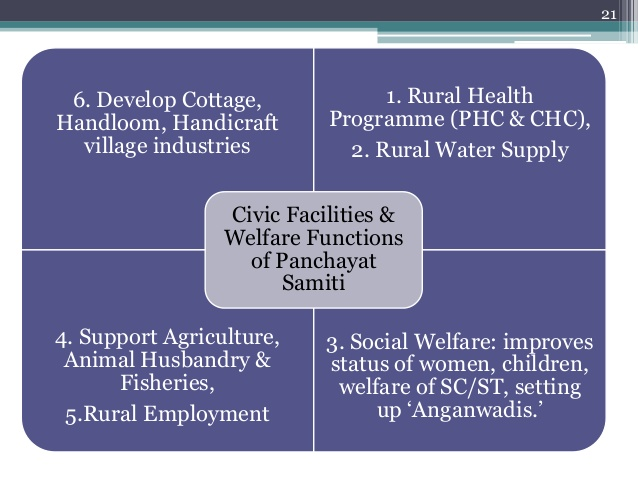 21
6. Develop Cottage,
Handloom, Handicraft
village industries
1. Rural Health
Programme (PHC & CHC),
2. Rural Water Supply
Civic Facilities &
Welfare Functions
of Panchayat
Samiti
4. Support Agriculture,
Animal Husbandry &
Fisheries,
5.Rural Employment
3. Social Welfare: improves
status of women, children,
welfare of SC/ST, setting
up ‘Anganwadis.’